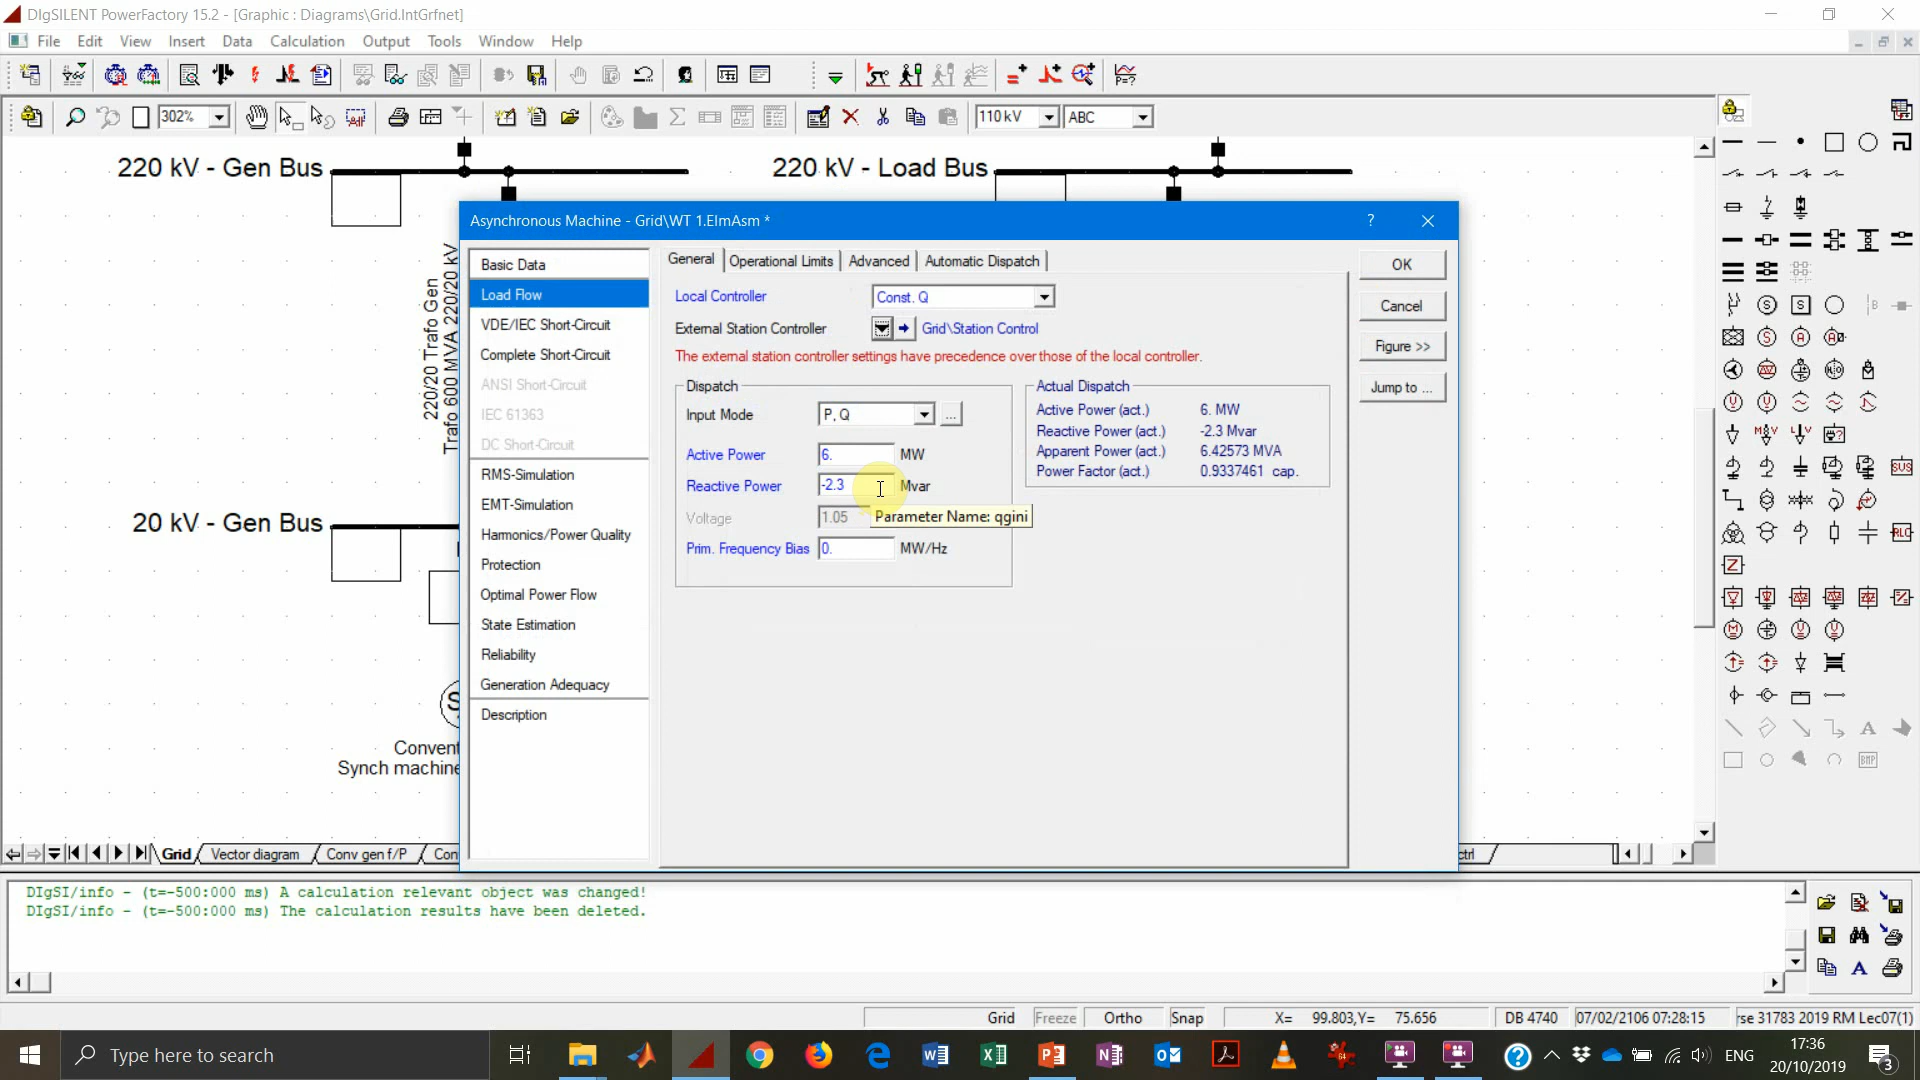 DIgSILENT PowerFactory 15.2 - [Graphic : Diagrams\Grid.IntGrfnet]
File Edit View Insert Data Calculation Output Tools Window Help
302% 110 kV ABC
220 kV - Gen Bus 220 kV - Load Bus
220/20 Trafo Gen
Trafo 600 MVA 220/20 kV
20 kV - Gen Bus
Convent
Synch machine
Asynchronous Machine - Grid\WT 1.ElmAsm *
?
Basic Data
Load Flow
VDE/IEC Short-Circuit
Complete Short-Circuit
ANSI Short-Circuit
IEC 61363
DC Short-Circuit
RMS-Simulation
EMT-Simulation
Harmonics/Power Quality
Protection
Optimal Power Flow
State Estimation
Reliability
Generation Adequacy
Description
General Operational Limits Advanced Automatic Dispatch
Local Controller Const. Q
External Station Controller Grid\Station Control
The external station controller settings have precedence over those of the local controller.
Dispatch
Input Mode P, Q ...
Active Power 6. MW
Reactive Power -2.3 Mvar
Voltage 1.05
Parameter Name: qgini
Prim. Frequency Bias 0. MW/Hz
Actual Dispatch
Active Power (act.) 6. MW
Reactive Power (act.) -2.3 Mvar
Apparent Power (act.) 6.42573 MVA
Power Factor (act.) 0.9337461 cap.
OK
Cancel
Figure >>
Jump to ...
Grid Vector diagram Conv gen f/P Con ctrl
DIgSI/info - (t=-500:000 ms) A calculation relevant object was changed!
DIgSI/info - (t=-500:000 ms) The calculation results have been deleted.
Grid Freeze Ortho Snap X= 99.803,Y= 75.656 DB 4740 07/02/2106 07:28:15 rse 31783 2019 RM Lec07(1)
Type here to search
ENG
17:36
20/10/2019
3